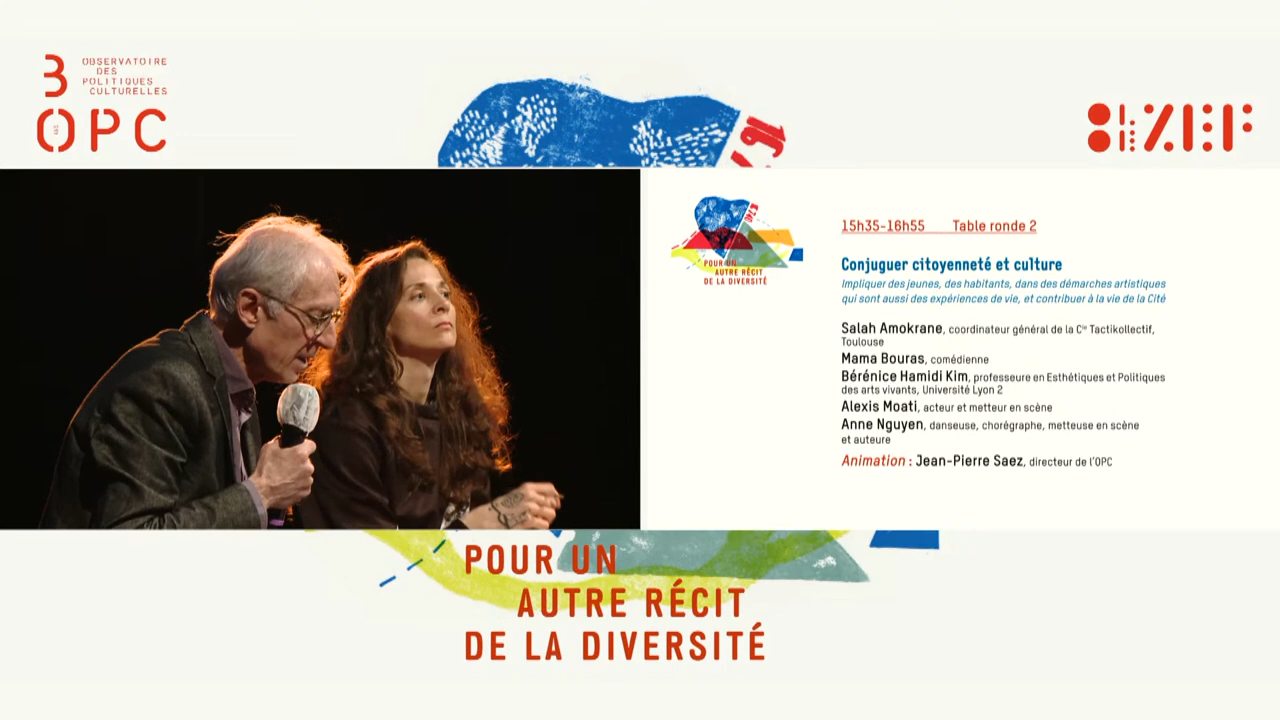 OBSERVATOIRE
DES
POLITIQUES
CULTURELLES
OPC
ZEF
POUR UN
AUTRE RÉCIT
DE LA DIVERSITÉ
15h35-16h55 Table ronde 2
Conjuguer citoyenneté et culture
Impliquer des jeunes, des habitants, dans des démarches artistiques
qui sont aussi des expériences de vie, et contribuer à la vie de la Cité
Salah Amokrane, coordinateur général de la Cie Tactikollectif,
Toulouse
Mama Bouras, comédienne
Bérénice Hamidi Kim, professeure en Esthétiques et Politiques
des arts vivants, Université Lyon 2
Alexis Moati, acteur et metteur en scène
Anne Nguyen, danseuse, chorégraphe, metteuse en scène
et auteure
Animation : Jean-Pierre Saez, directeur de l'OPC
POUR UN
AUTRE RÉCIT
DE LA DIVERSITÉ